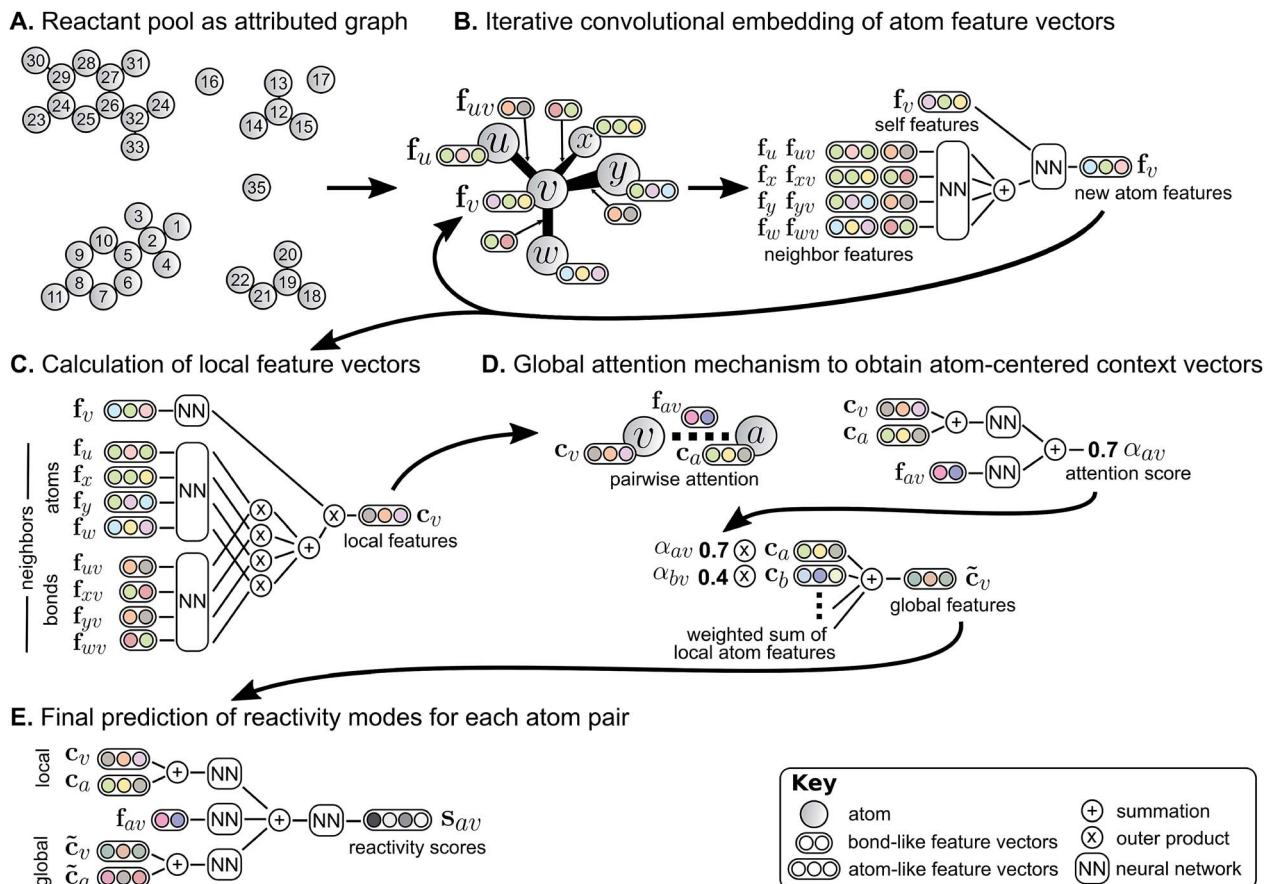 A. Reactant pool as attributed graph
30 28 31
29 27
24 26 24
23 25 32
33
16 13 17
12
14 15
35
3 1
10 2
9 5 4
8 6
11 7
20
22 19
21 18
B. Iterative convolutional embedding of atom feature vectors
f_uv
u x
f_u
y
f_v v
w
f_v
self features
f_u f_uv
f_x f_xv
f_y f_yv
f_w f_wv
neighbor features
NN
+
NN
f_v
new atom features
C. Calculation of local feature vectors
f_v NN
neighbors
atoms
f_u
f_x
f_y
f_w
NN
bonds
f_uv
f_xv
f_yv
f_wv
NN
x
x
x
x
+
x
c_v
local features
D. Global attention mechanism to obtain atom-centered context vectors
f_av
v a
c_v c_a
pairwise attention
c_v
c_a + NN
f_av NN
+ 0.7 α_av
attention score
α_av 0.7 x c_a
α_bv 0.4 x c_b
+ c̃_v
global features
weighted sum of
local atom features
E. Final prediction of reactivity modes for each atom pair
local
c_v
c_a + NN
f_av NN + NN s_av
reactivity scores
global
c̃_v
c̃_a + NN
Key
atom
bond-like feature vectors
atom-like feature vectors
+ summation
x outer product
NN neural network